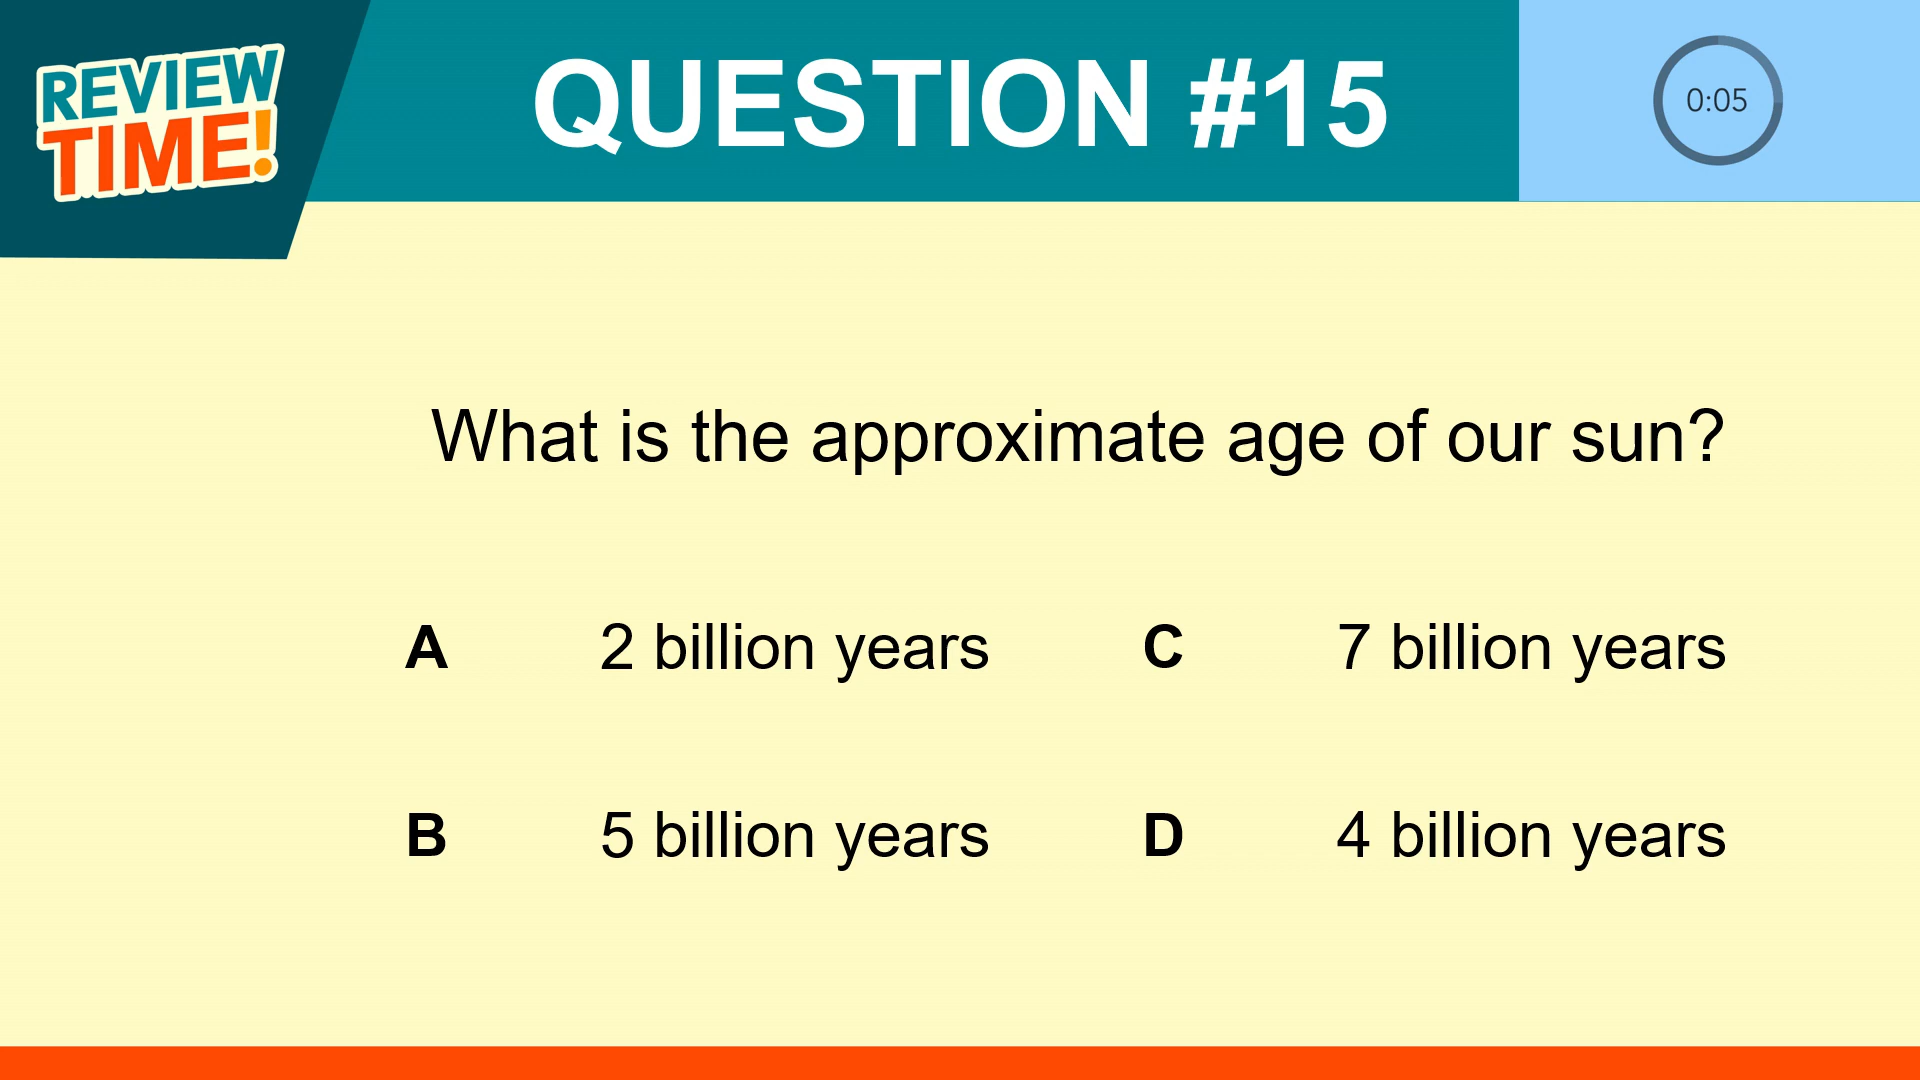 REVIEW
TIME!
QUESTION #15
0:05
What is the approximate age of our sun?
A 2 billion years
C 7 billion years
B 5 billion years
D 4 billion years